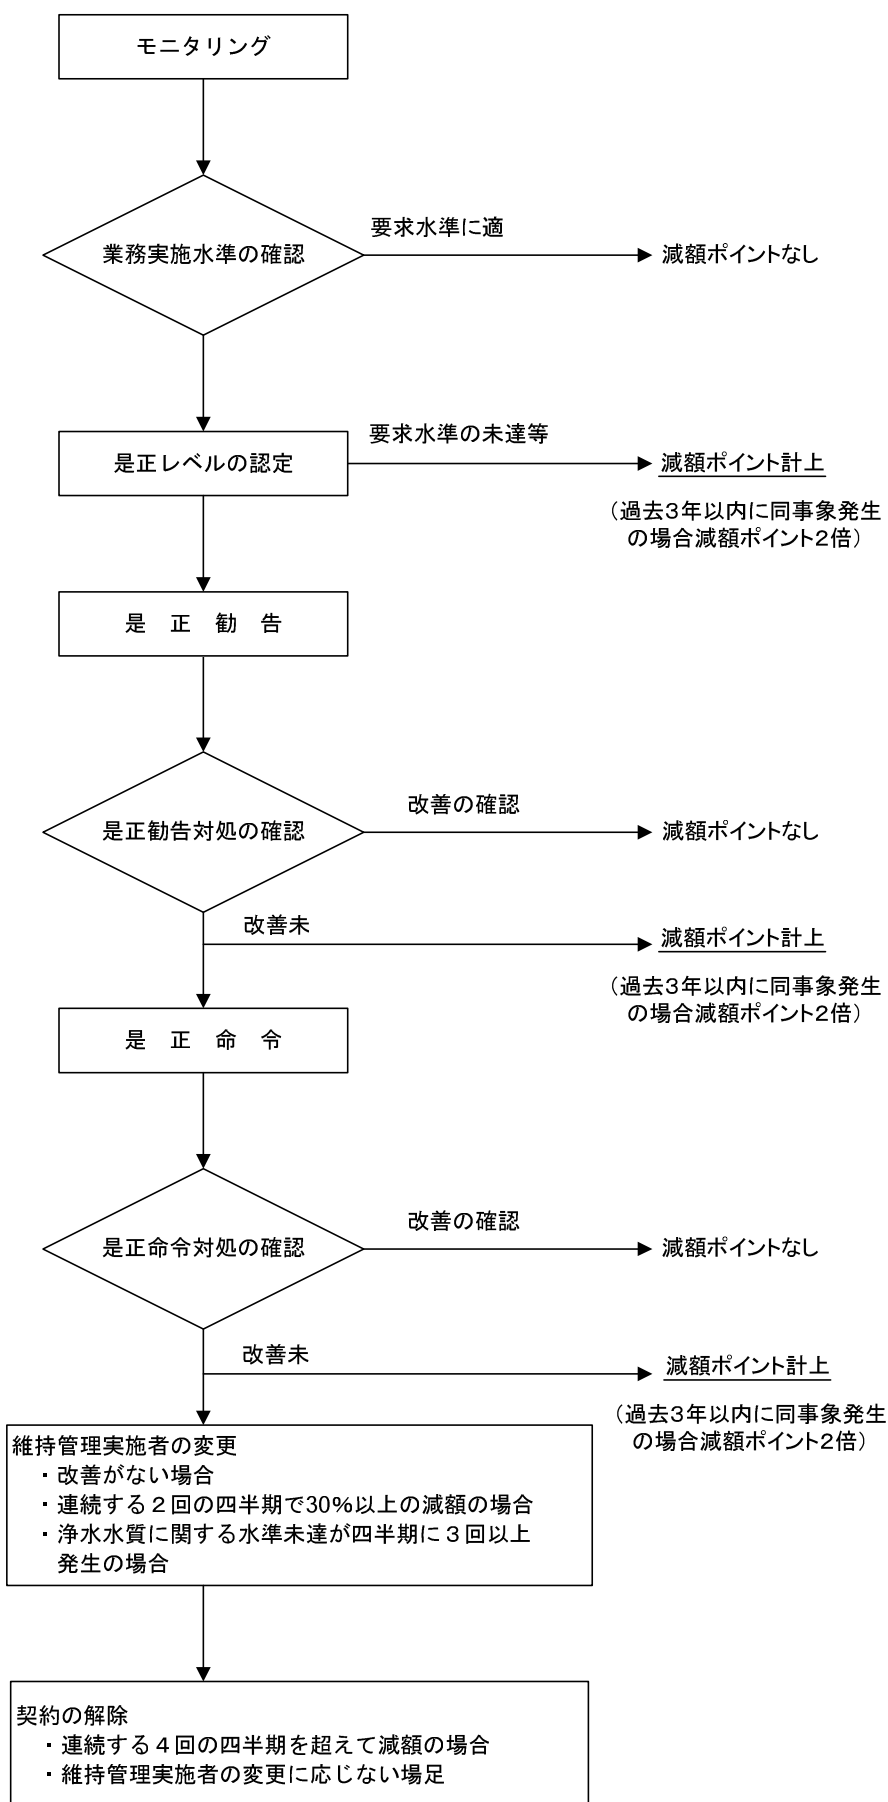 モニタリング
業務実施水準の確認
要求水準に適
減額ポイントなし
是正レベルの認定
要求水準の未達等
減額ポイント計上
（過去3年以内に同事象発生
の場合減額ポイント2倍）
是　正　勧　告
是正勧告対処の確認
改善の確認
減額ポイントなし
改善未
減額ポイント計上
（過去3年以内に同事象発生
の場合減額ポイント2倍）
是　正　命　令
是正命令対処の確認
改善の確認
減額ポイントなし
改善未
減額ポイント計上
（過去3年以内に同事象発生
の場合減額ポイント2倍）
維持管理実施者の変更
・改善がない場合
・連続する２回の四半期で30%以上の減額の場合
・浄水水質に関する水準未達が四半期に３回以上
発生の場合
契約の解除
・連続する４回の四半期を超えて減額の場合
・維持管理実施者の変更に応じない場足